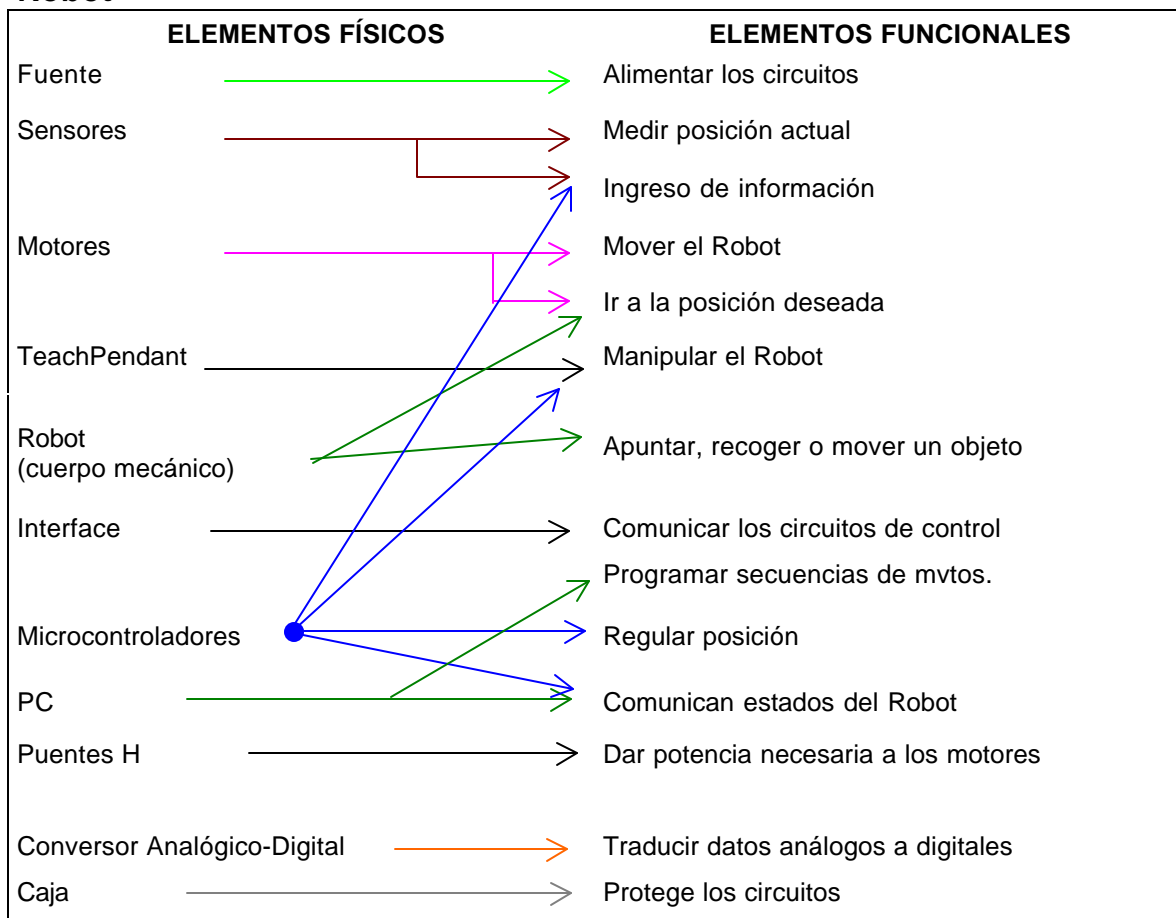 Robot
ELEMENTOS FÍSICOS ELEMENTOS FUNCIONALES
Fuente Alimentar los circuitos
Sensores Medir posición actual
Ingreso de información
Motores Mover el Robot
Ir a la posición deseada
TeachPendant Manipular el Robot
Robot
(cuerpo mecánico) Apuntar, recoger o mover un objeto
Interface Comunicar los circuitos de control
Programar secuencias de mvtos.
Microcontroladores Regular posición
PC Comunican estados del Robot
Puentes H Dar potencia necesaria a los motores
Conversor Analógico-Digital Traducir datos análogos a digitales
Caja Protege los circuitos